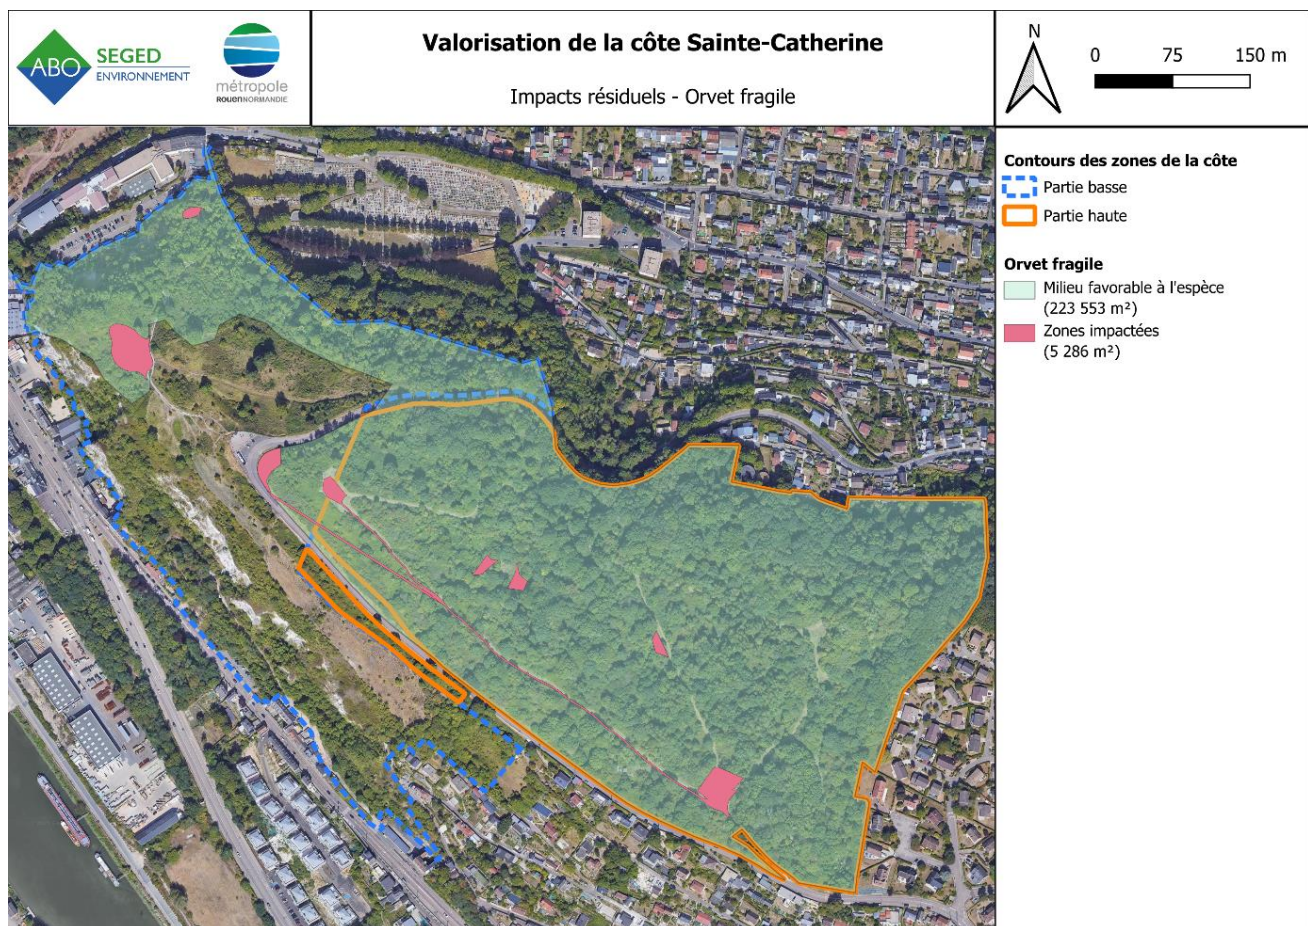 ABO
SEGED
ENVIRONNEMENT
métropole
ROUENNORMANDIE
Valorisation de la côte Sainte-Catherine
Impacts résiduels - Orvet fragile
N
0 75 150 m
Contours des zones de la côte
Partie basse
Partie haute
Orvet fragile
Milieu favorable à l'espèce
(223 553 m²)
Zones impactées
(5 286 m²)